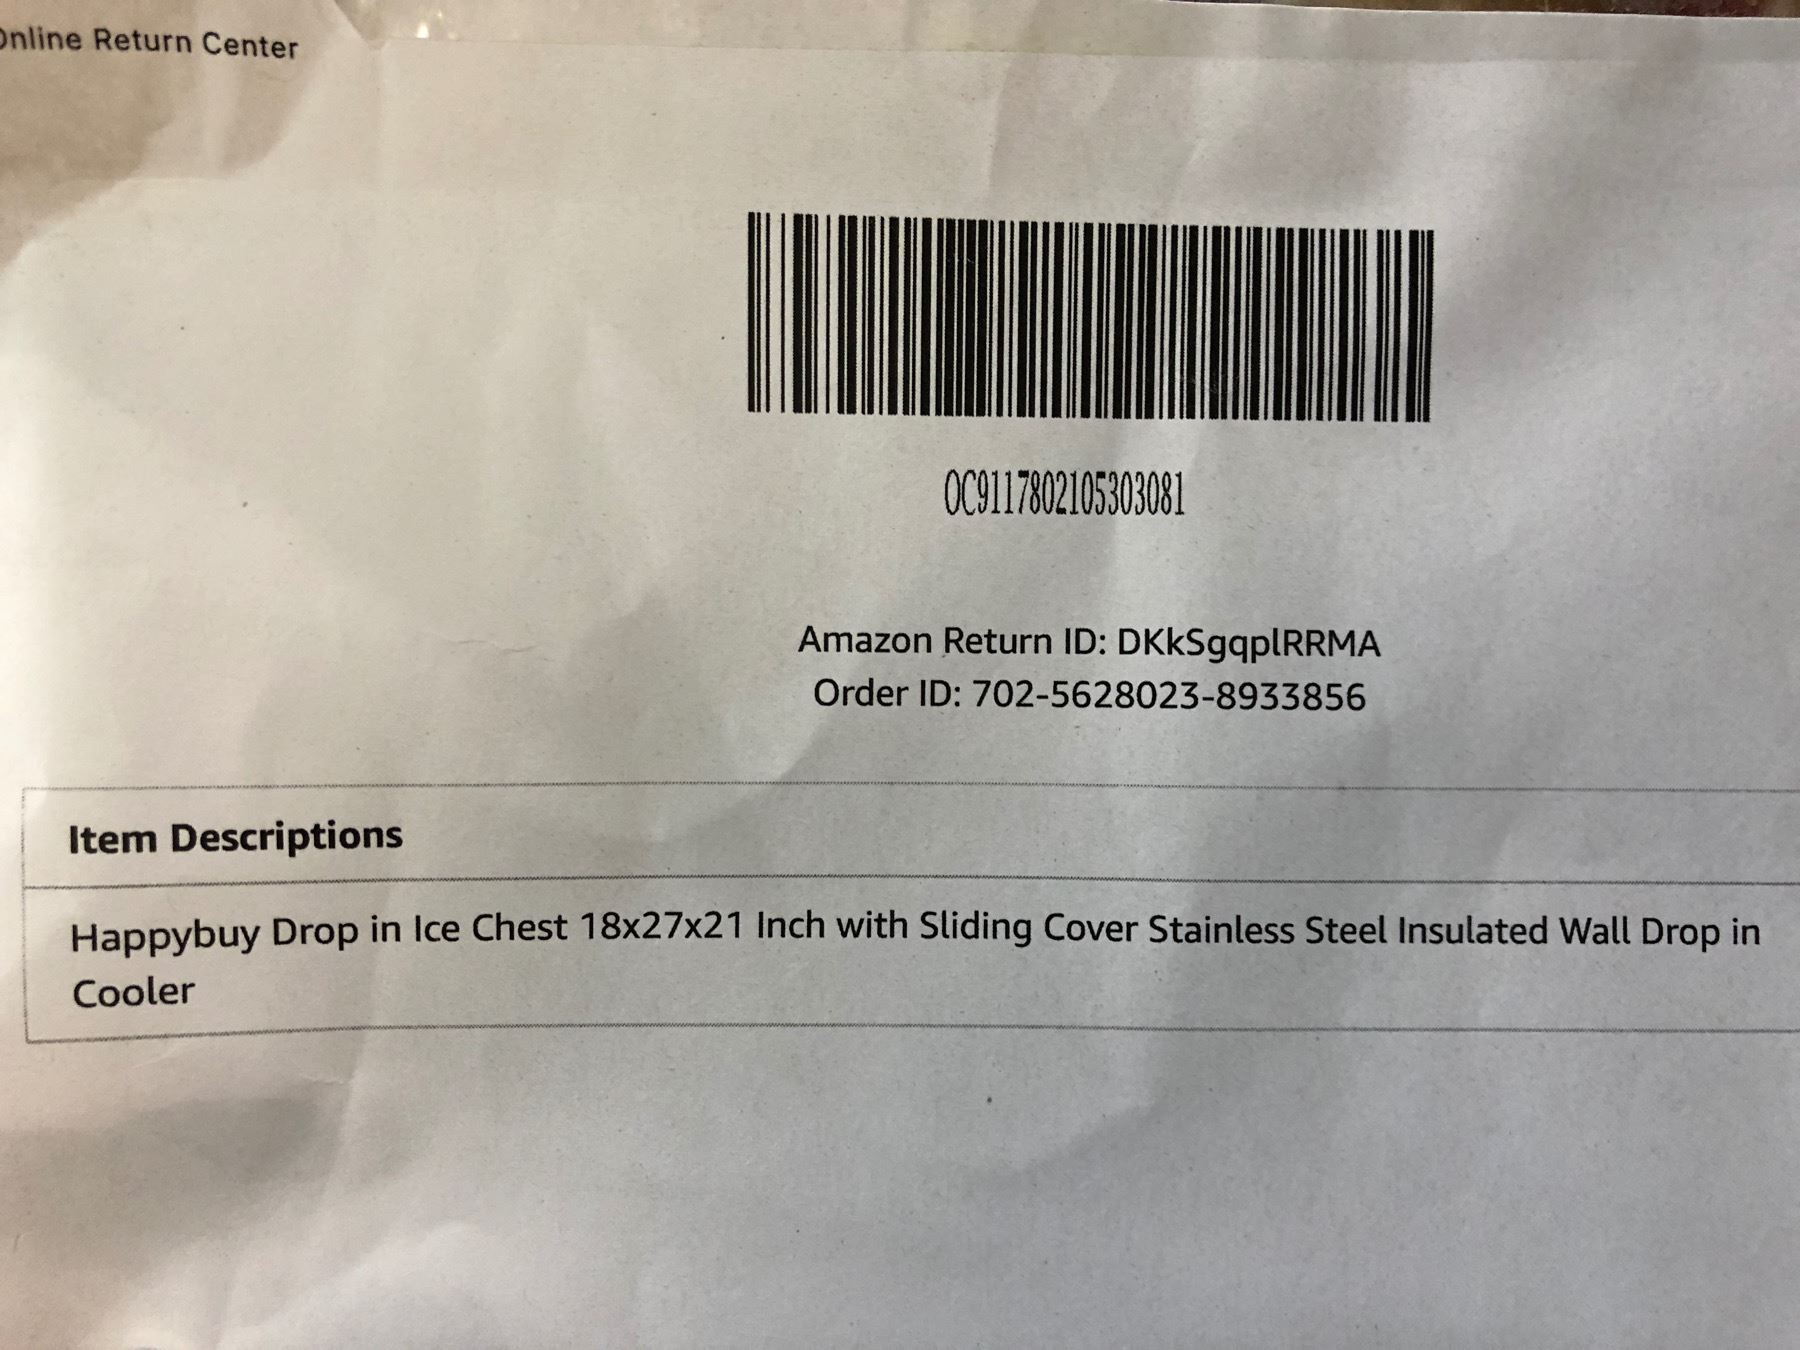 Online Return Center
OC9117802105303081
Amazon Return ID: DKkSgqplRRMA
Order ID: 702-5628023-8933856
Item Descriptions
Happybuy Drop in Ice Chest 18x27x21 Inch with Sliding Cover Stainless Steel Insulated Wall Drop in
Cooler